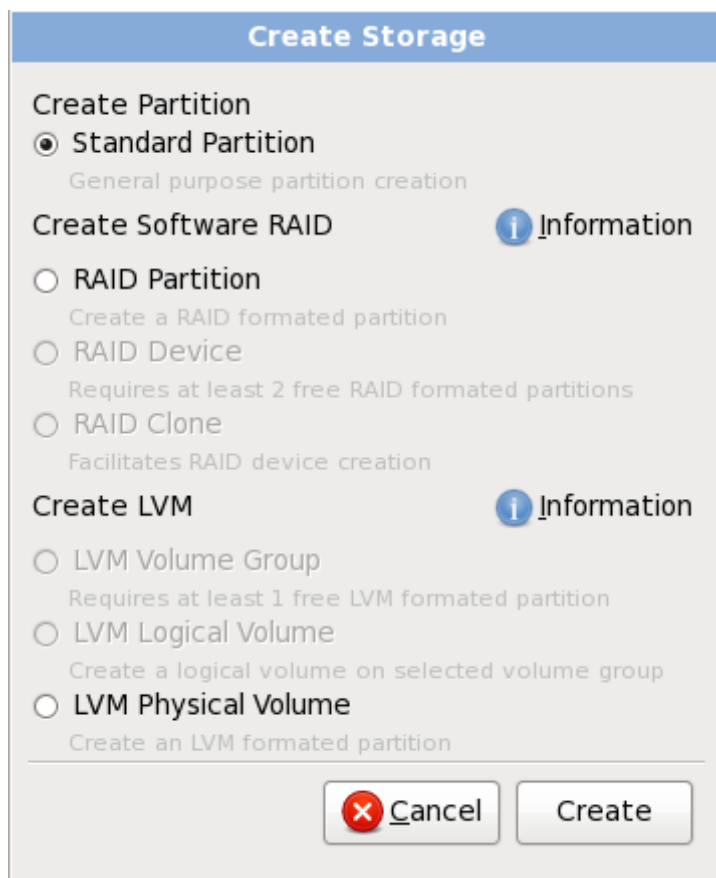 Create Storage
Create Partition
Standard Partition
General purpose partition creation
Create Software RAID
Information
RAID Partition
Create a RAID formated partition
RAID Device
Requires at least 2 free RAID formated partitions
RAID Clone
Facilitates RAID device creation
Create LVM
Information
LVM Volume Group
Requires at least 1 free LVM formated partition
LVM Logical Volume
Create a logical volume on selected volume group
LVM Physical Volume
Create an LVM formated partition
Cancel
Create